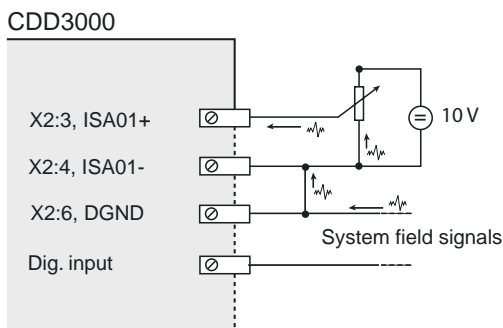 CDD3000
X2:3, ISA01+
10 V
X2:4, ISA01-
X2:6, DGND
System field signals
Dig. input